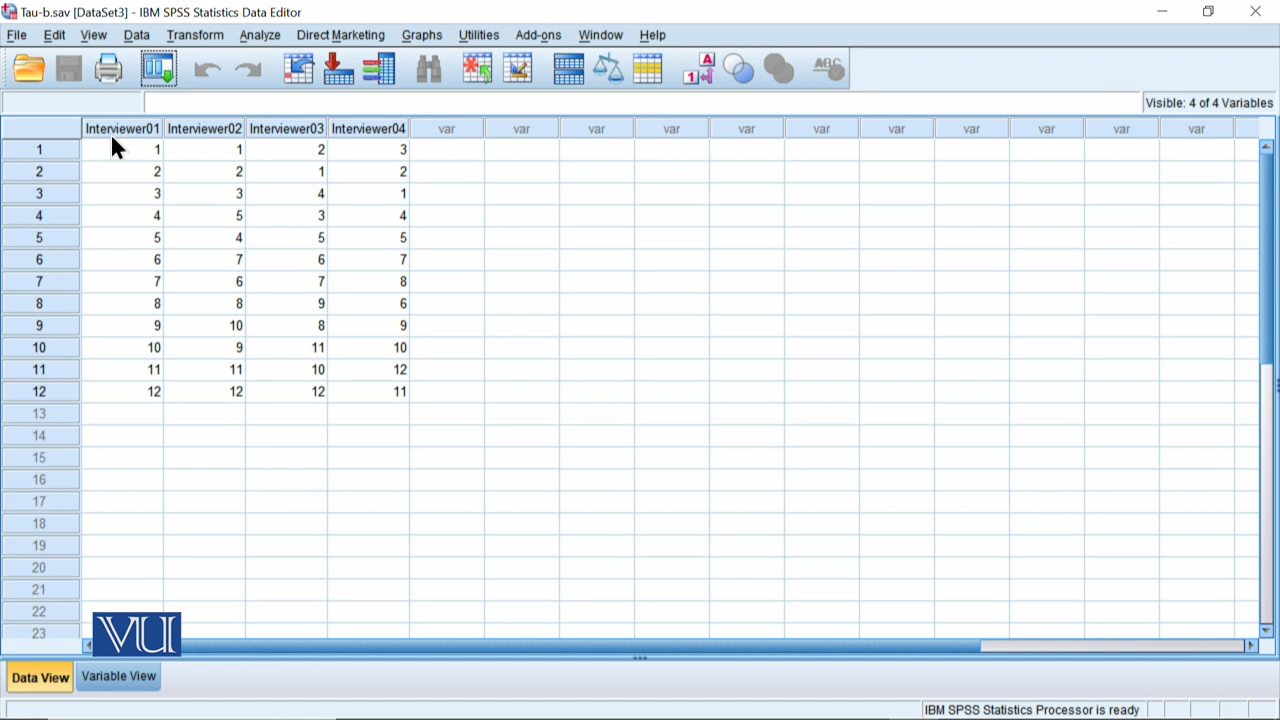 Tau-b.sav [DataSet3] - IBM SPSS Statistics Data Editor
File Edit View Data Transform Analyze Direct Marketing Graphs Utilities Add-ons Window Help
1 A ABC
Visible: 4 of 4 Variables
Interviewer01 Interviewer02 Interviewer03 Interviewer04 var var var var var var var var var var var
1 1 1 2 3
2 2 2 1 2
3 3 3 4 1
4 4 5 3 4
5 5 4 5 5
6 6 7 6 7
7 7 6 7 8
8 8 8 9 6
9 9 10 8 9
10 10 9 11 10
11 11 11 10 12
12 12 12 12 11
13
14
15
16
17
18
19
20
21
22
23
VU
Data View Variable View
IBM SPSS Statistics Processor is ready